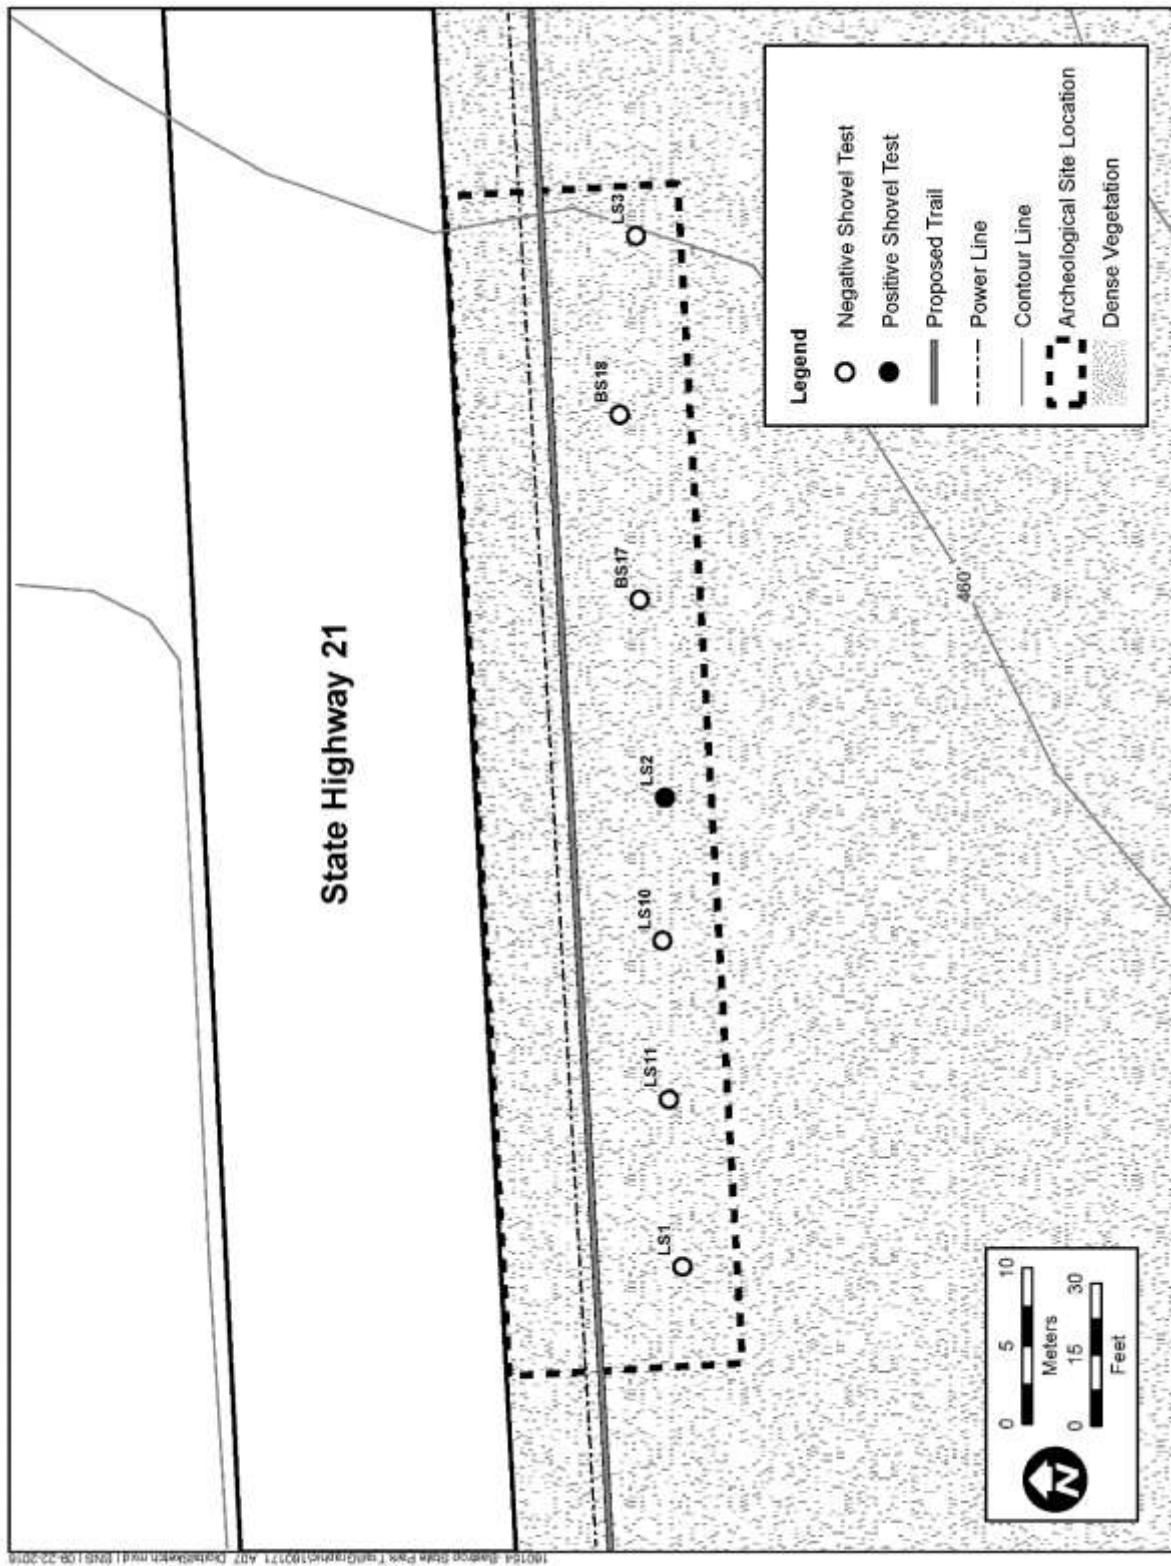 State Highway 21
LS1
LS11
LS10
LS2
BS17
BS18
LS3
460
Legend
Negative Shovel Test
Positive Shovel Test
Proposed Trail
Power Line
Contour Line
Archeological Site Location
Dense Vegetation
N
0 5 10
Meters
0 15 30
Feet